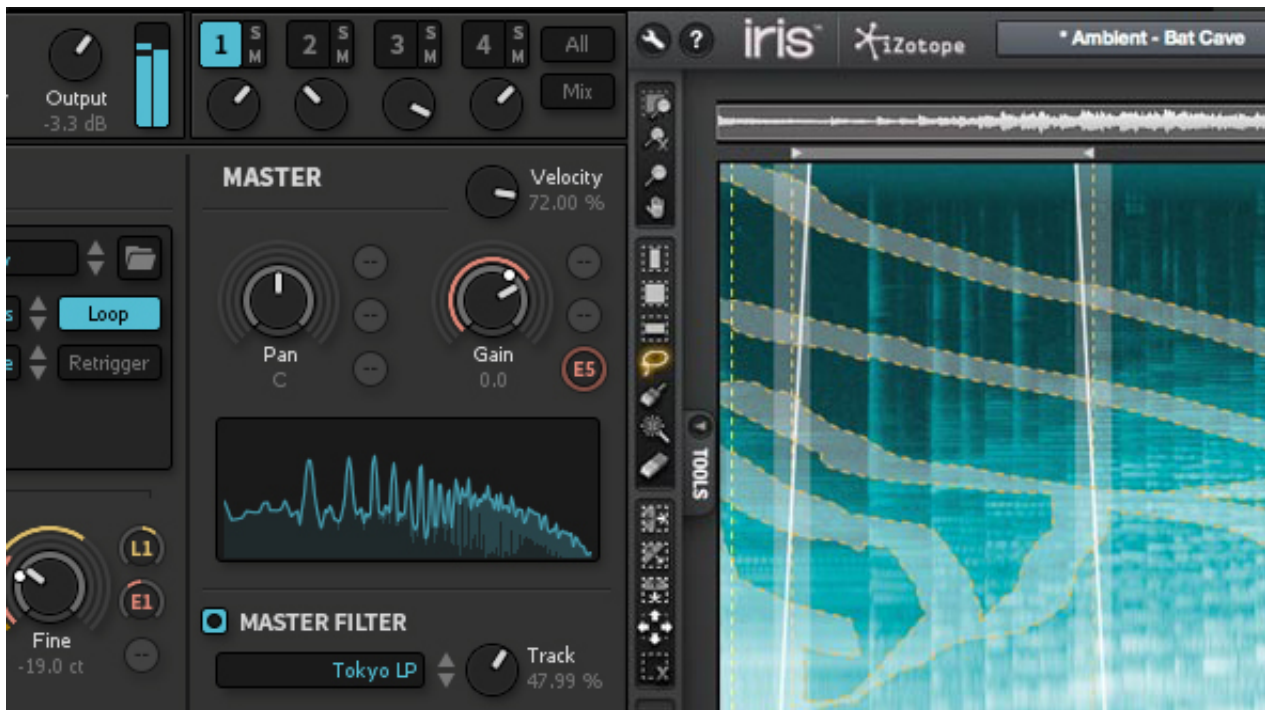 Output
-3.3 dB
1 S M 2 S M 3 S M 4 S M All
Mix
MASTER
Velocity
72.00 %
Loop
Retrigger
Pan
C
--
--
--
Gain
0.0
--
--
E5
L1
E1
--
Fine
-19.0 ct
MASTER FILTER
Tokyo LP
Track
47.99 %
? iris™ iZotope * Ambient - Bat Cave
TOOLS